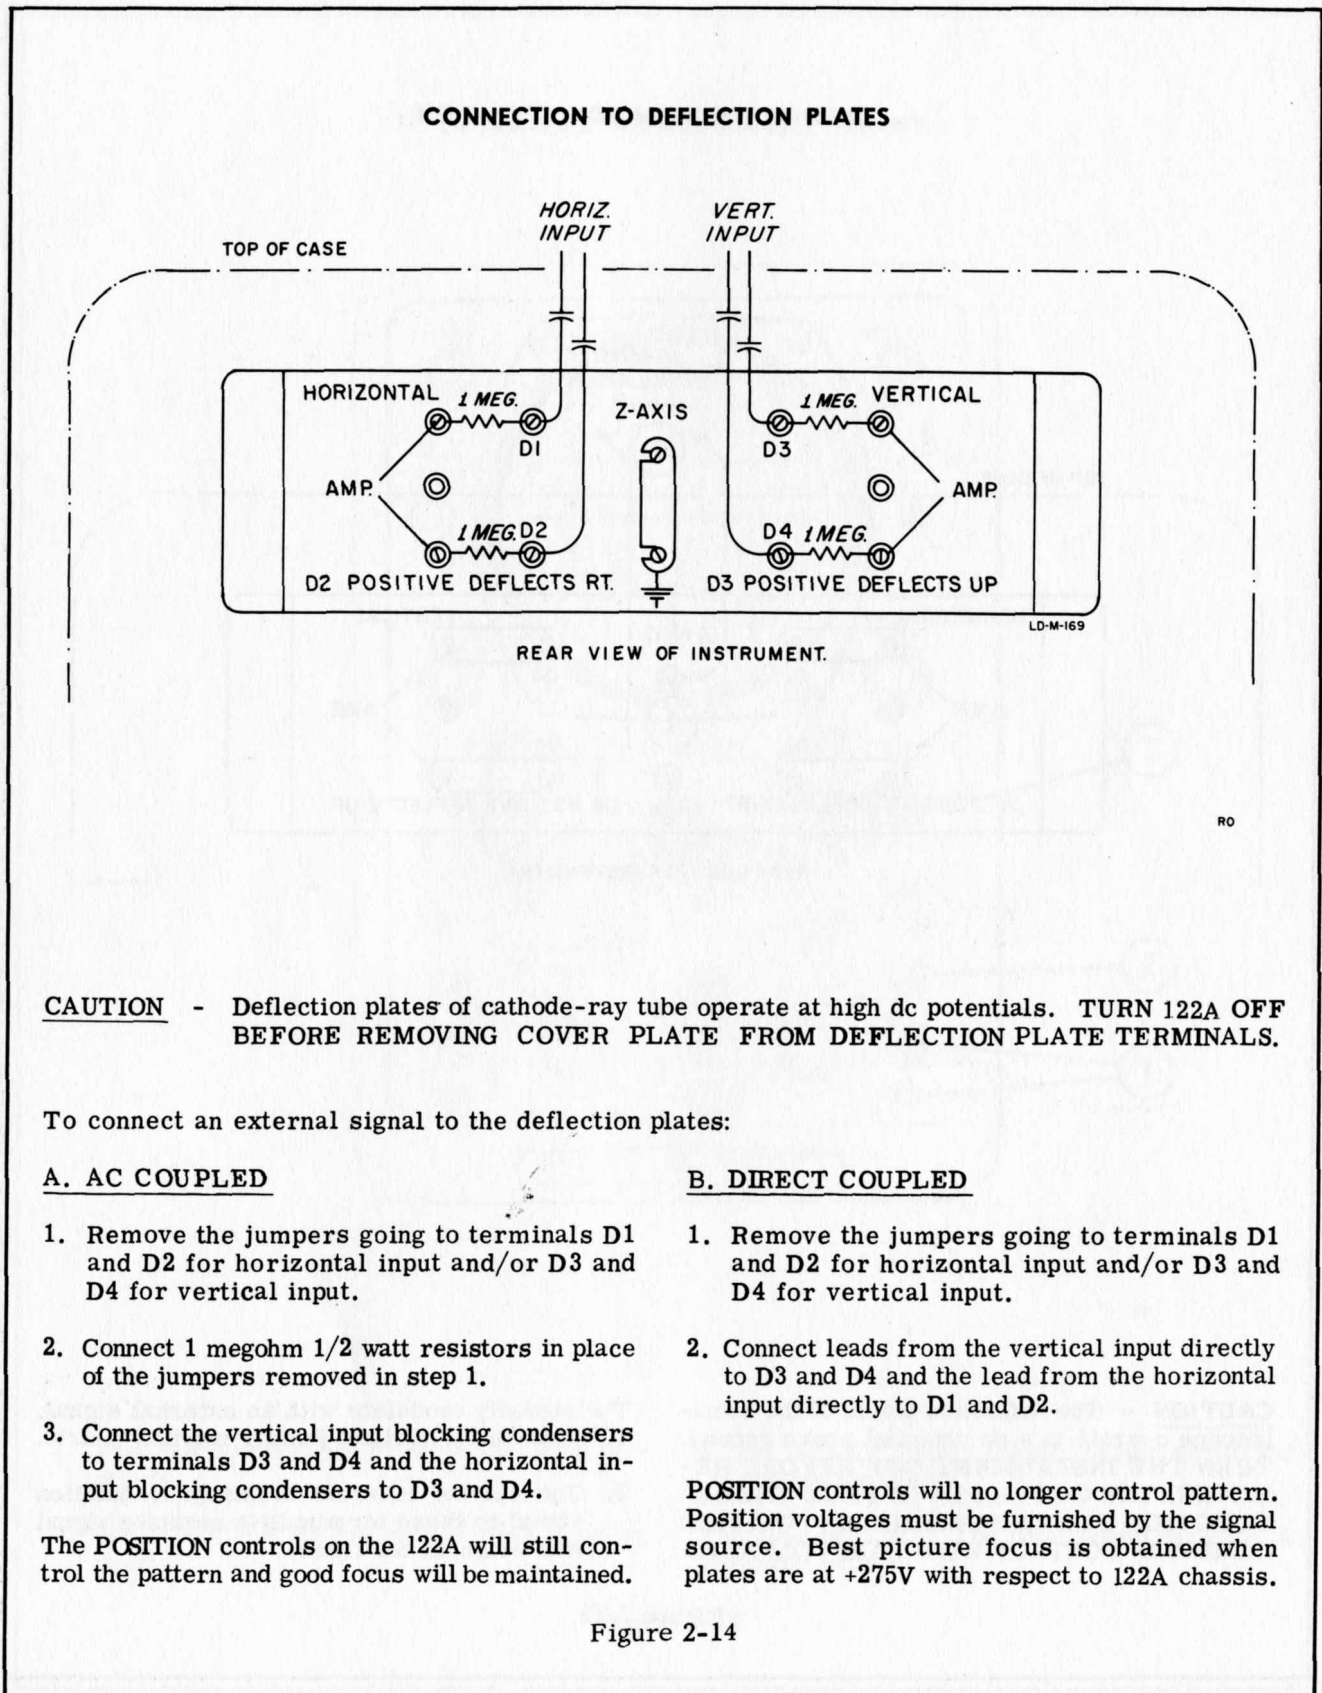 CONNECTION TO DEFLECTION PLATES
HORIZ.
INPUT
VERT.
INPUT
TOP OF CASE
HORIZONTAL
1 MEG.
D1
Z-AXIS
1 MEG.
VERTICAL
D3
AMP.
AMP.
1 MEG.
D2
D4
1 MEG.
D2 POSITIVE DEFLECTS RT.
D3 POSITIVE DEFLECTS UP
LD-M-169
REAR VIEW OF INSTRUMENT.
RO
CAUTION - Deflection plates of cathode-ray tube operate at high dc potentials. TURN 122A OFF
BEFORE REMOVING COVER PLATE FROM DEFLECTION PLATE TERMINALS.
To connect an external signal to the deflection plates:
A. AC COUPLED
1. Remove the jumpers going to terminals D1
and D2 for horizontal input and/or D3 and
D4 for vertical input.
2. Connect 1 megohm 1/2 watt resistors in place
of the jumpers removed in step 1.
3. Connect the vertical input blocking condensers
to terminals D3 and D4 and the horizontal in-
put blocking condensers to D3 and D4.
The POSITION controls on the 122A will still con-
trol the pattern and good focus will be maintained.
B. DIRECT COUPLED
1. Remove the jumpers going to terminals D1
and D2 for horizontal input and/or D3 and
D4 for vertical input.
2. Connect leads from the vertical input directly
to D3 and D4 and the lead from the horizontal
input directly to D1 and D2.
POSITION controls will no longer control pattern.
Position voltages must be furnished by the signal
source. Best picture focus is obtained when
plates are at +275V with respect to 122A chassis.
Figure 2-14